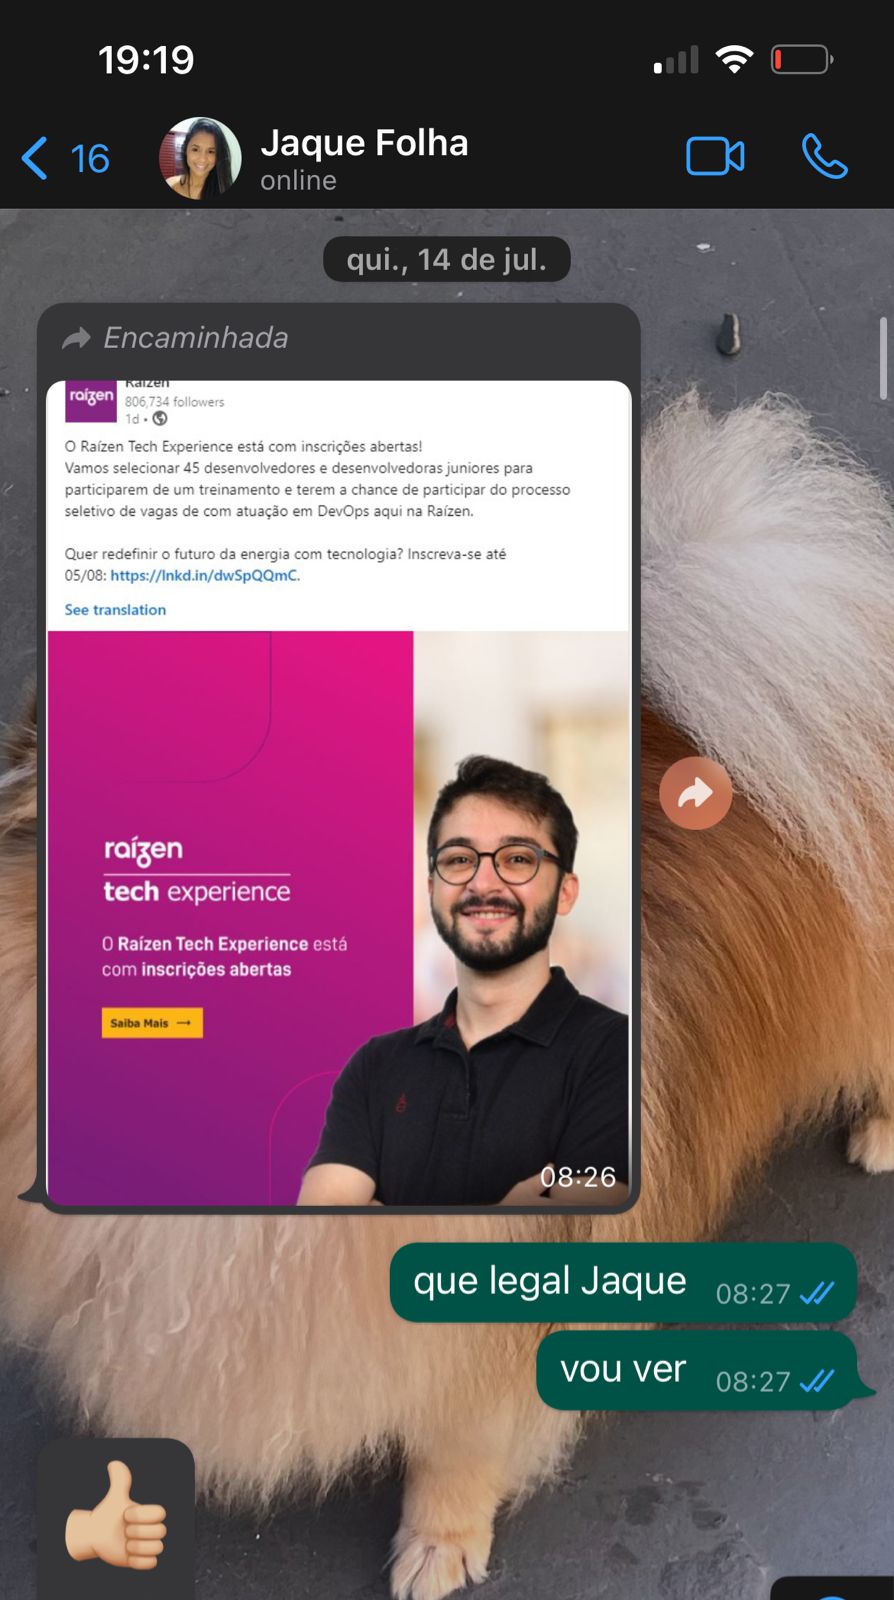 19:19
16
Jaque Folha
online
qui., 14 de jul.
Encaminhada
raízen
Raízen
806,734 followers
1d •
O Raízen Tech Experience está com inscrições abertas!
Vamos selecionar 45 desenvolvedores e desenvolvedoras juniores para
participarem de um treinamento e terem a chance de participar do processo
seletivo de vagas de com atuação em DevOps aqui na Raízen.
Quer redefinir o futuro da energia com tecnologia? Inscreva-se até
05/08: https://lnkd.in/dwSpQQmC.
See translation
raízen
tech experience
O Raízen Tech Experience está
com inscrições abertas
Saiba Mais →
08:26
que legal Jaque 08:27
vou ver 08:27